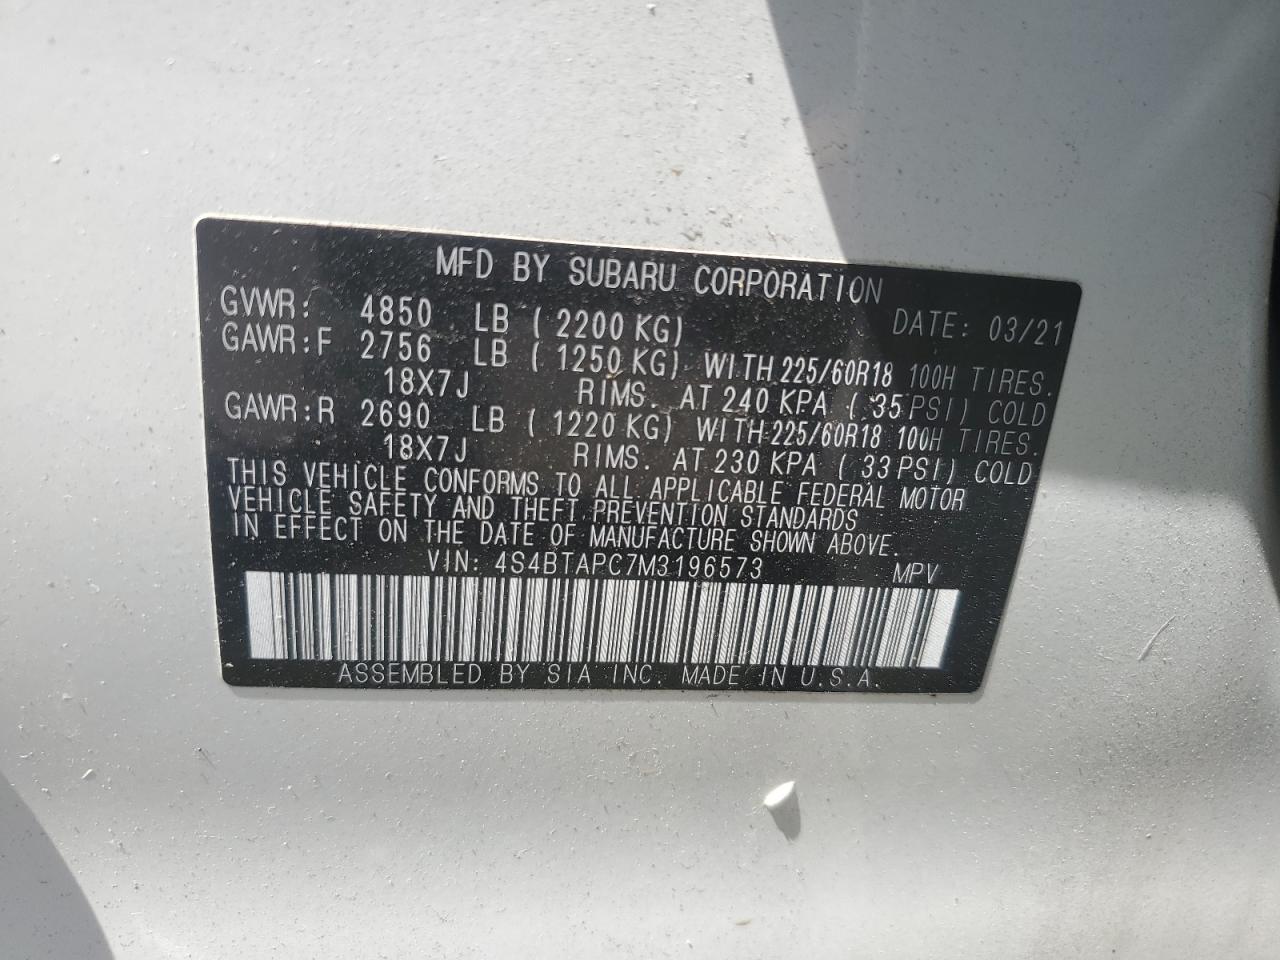 MFD BY SUBARU CORPORATION
GVWR: 4850 LB (2200 KG) DATE: 03/21
GAWR:F 2756 LB (1250 KG) WITH 225/60R18 100H TIRES.
18X7J RIMS. AT 240 KPA (35 PSI) COLD
GAWR:R 2690 LB (1220 KG) WITH 225/60R18 100H TIRES.
18X7J RIMS. AT 230 KPA (33 PSI) COLD
THIS VEHICLE CONFORMS TO ALL APPLICABLE FEDERAL MOTOR
VEHICLE SAFETY AND THEFT PREVENTION STANDARDS
IN EFFECT ON THE DATE OF MANUFACTURE SHOWN ABOVE.
VIN: 4S4BTAPC7M3196573 MPV
ASSEMBLED BY SIA INC. MADE IN U.S.A.